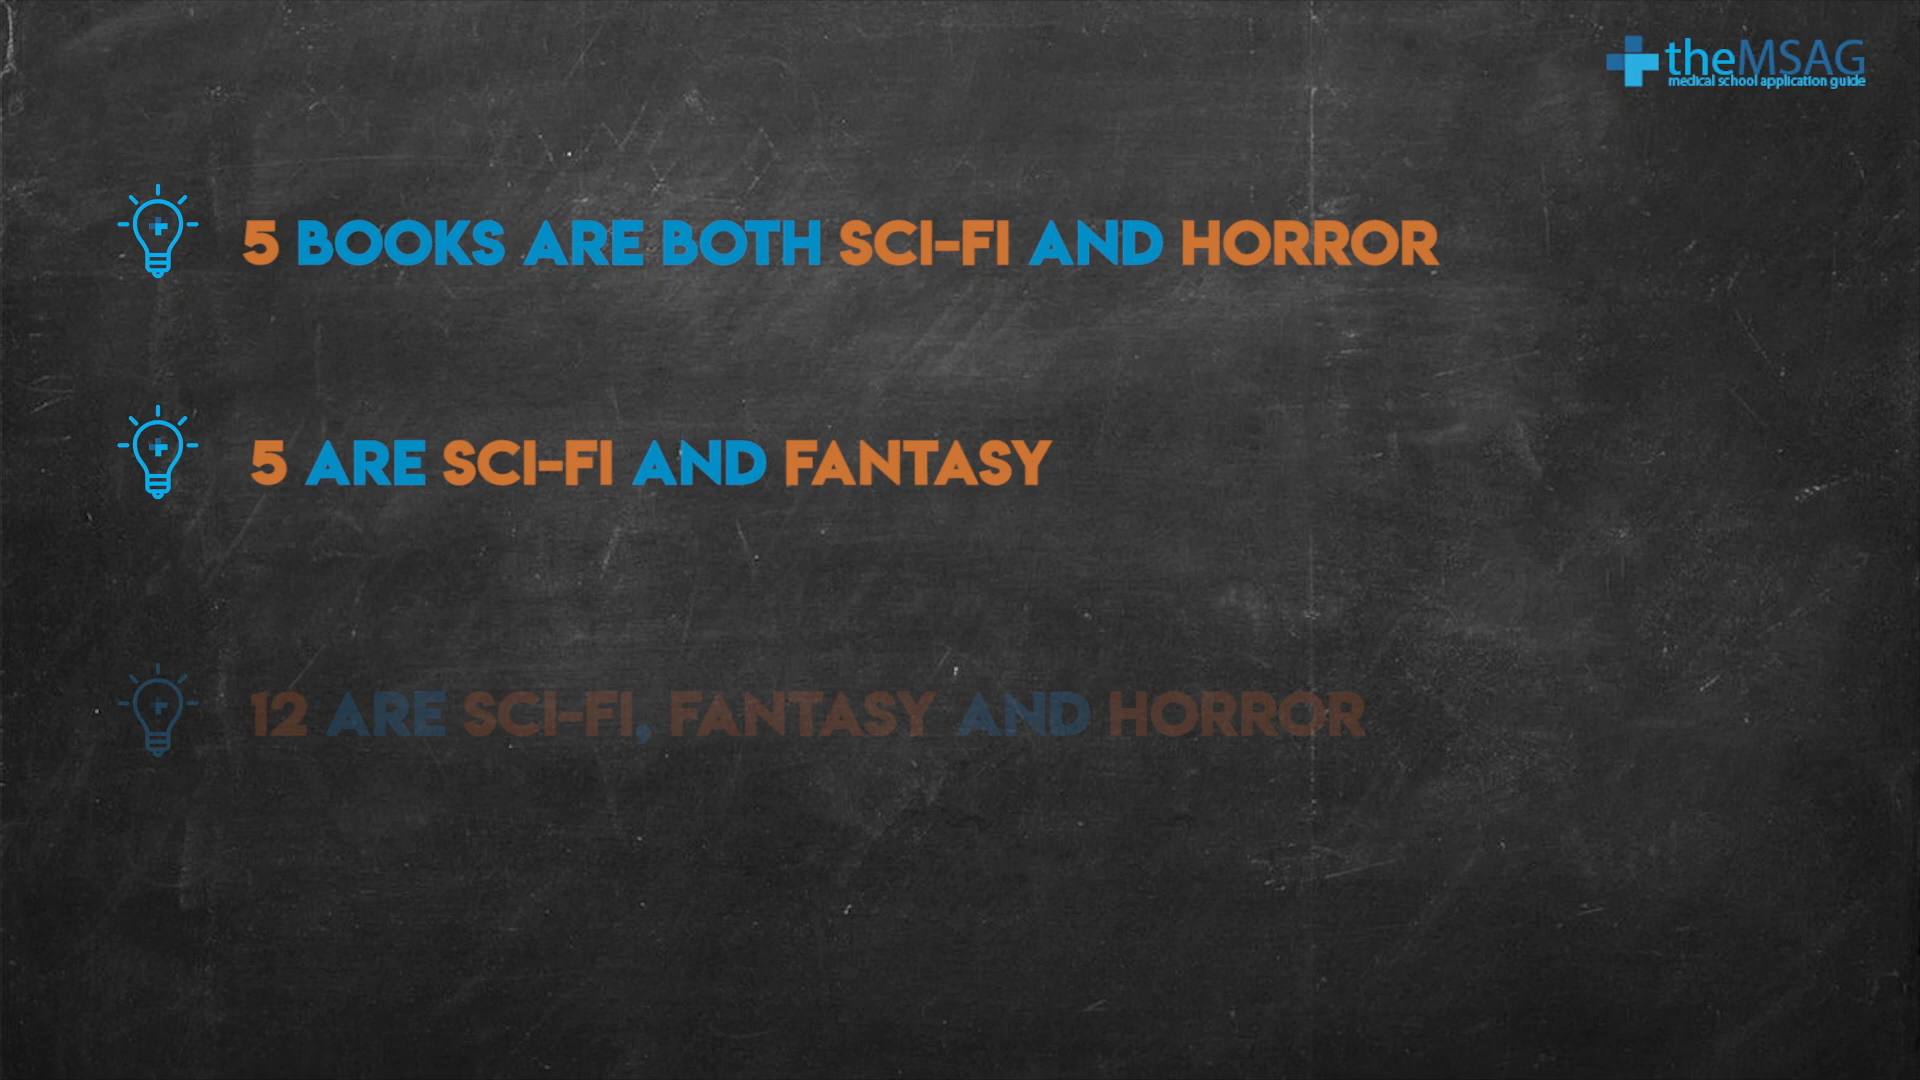 theMSAG
medical school application guide
5 BOOKS ARE BOTH SCI-FI AND HORROR
5 ARE SCI-FI AND FANTASY
12 ARE SCI-FI, FANTASY AND HORROR